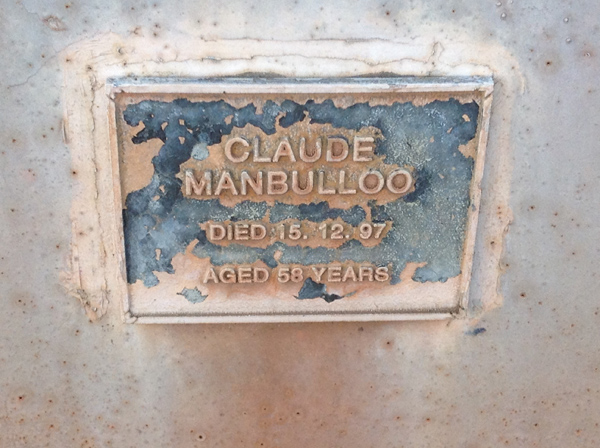 CLAUDE
MANBULLOO
DIED 15. 12. 97
AGED 58 YEARS